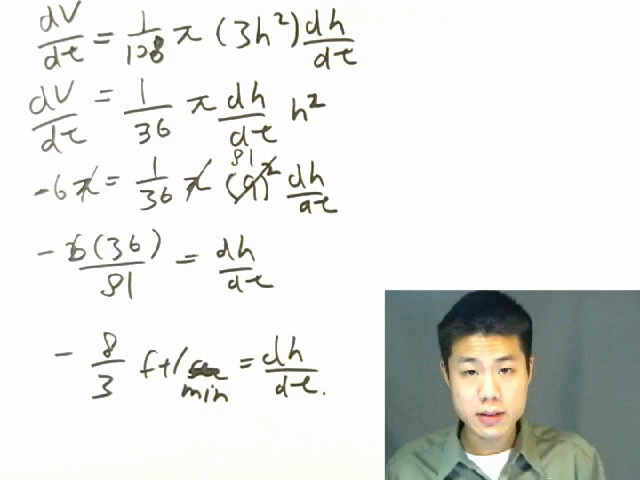 dV/dt = 1/108 π (3h²) dh/dt
dV/dt = 1/36 π dh/dt h²
-6π = 1/36 π (9)² 81 dh/dt
-6(36)/81 = dh/dt
-8/3 ft/min = dh/dt.